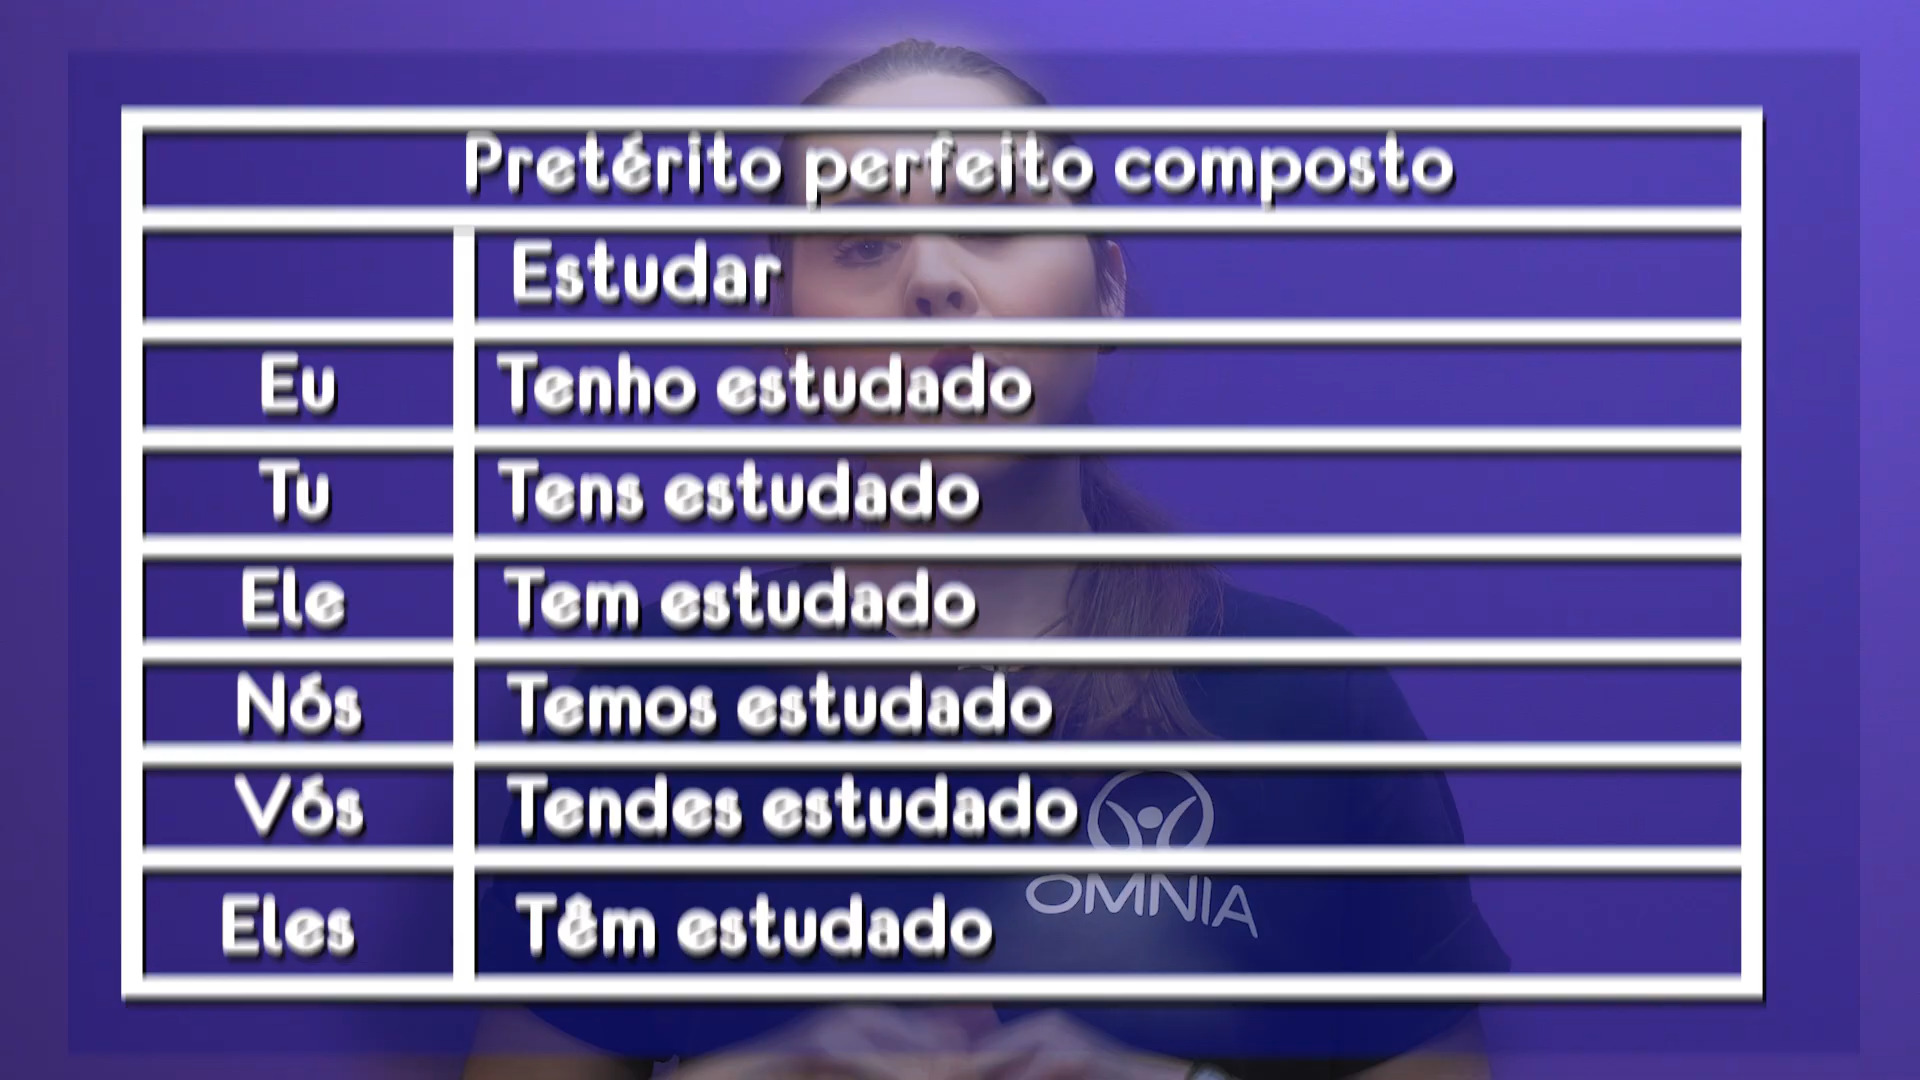 Pretérito perfeito composto
Estudar
Eu Tenho estudado
Tu Tens estudado
Ele Tem estudado
Nós Temos estudado
Vós Tendes estudado
Eles Têm estudado
OMNIA